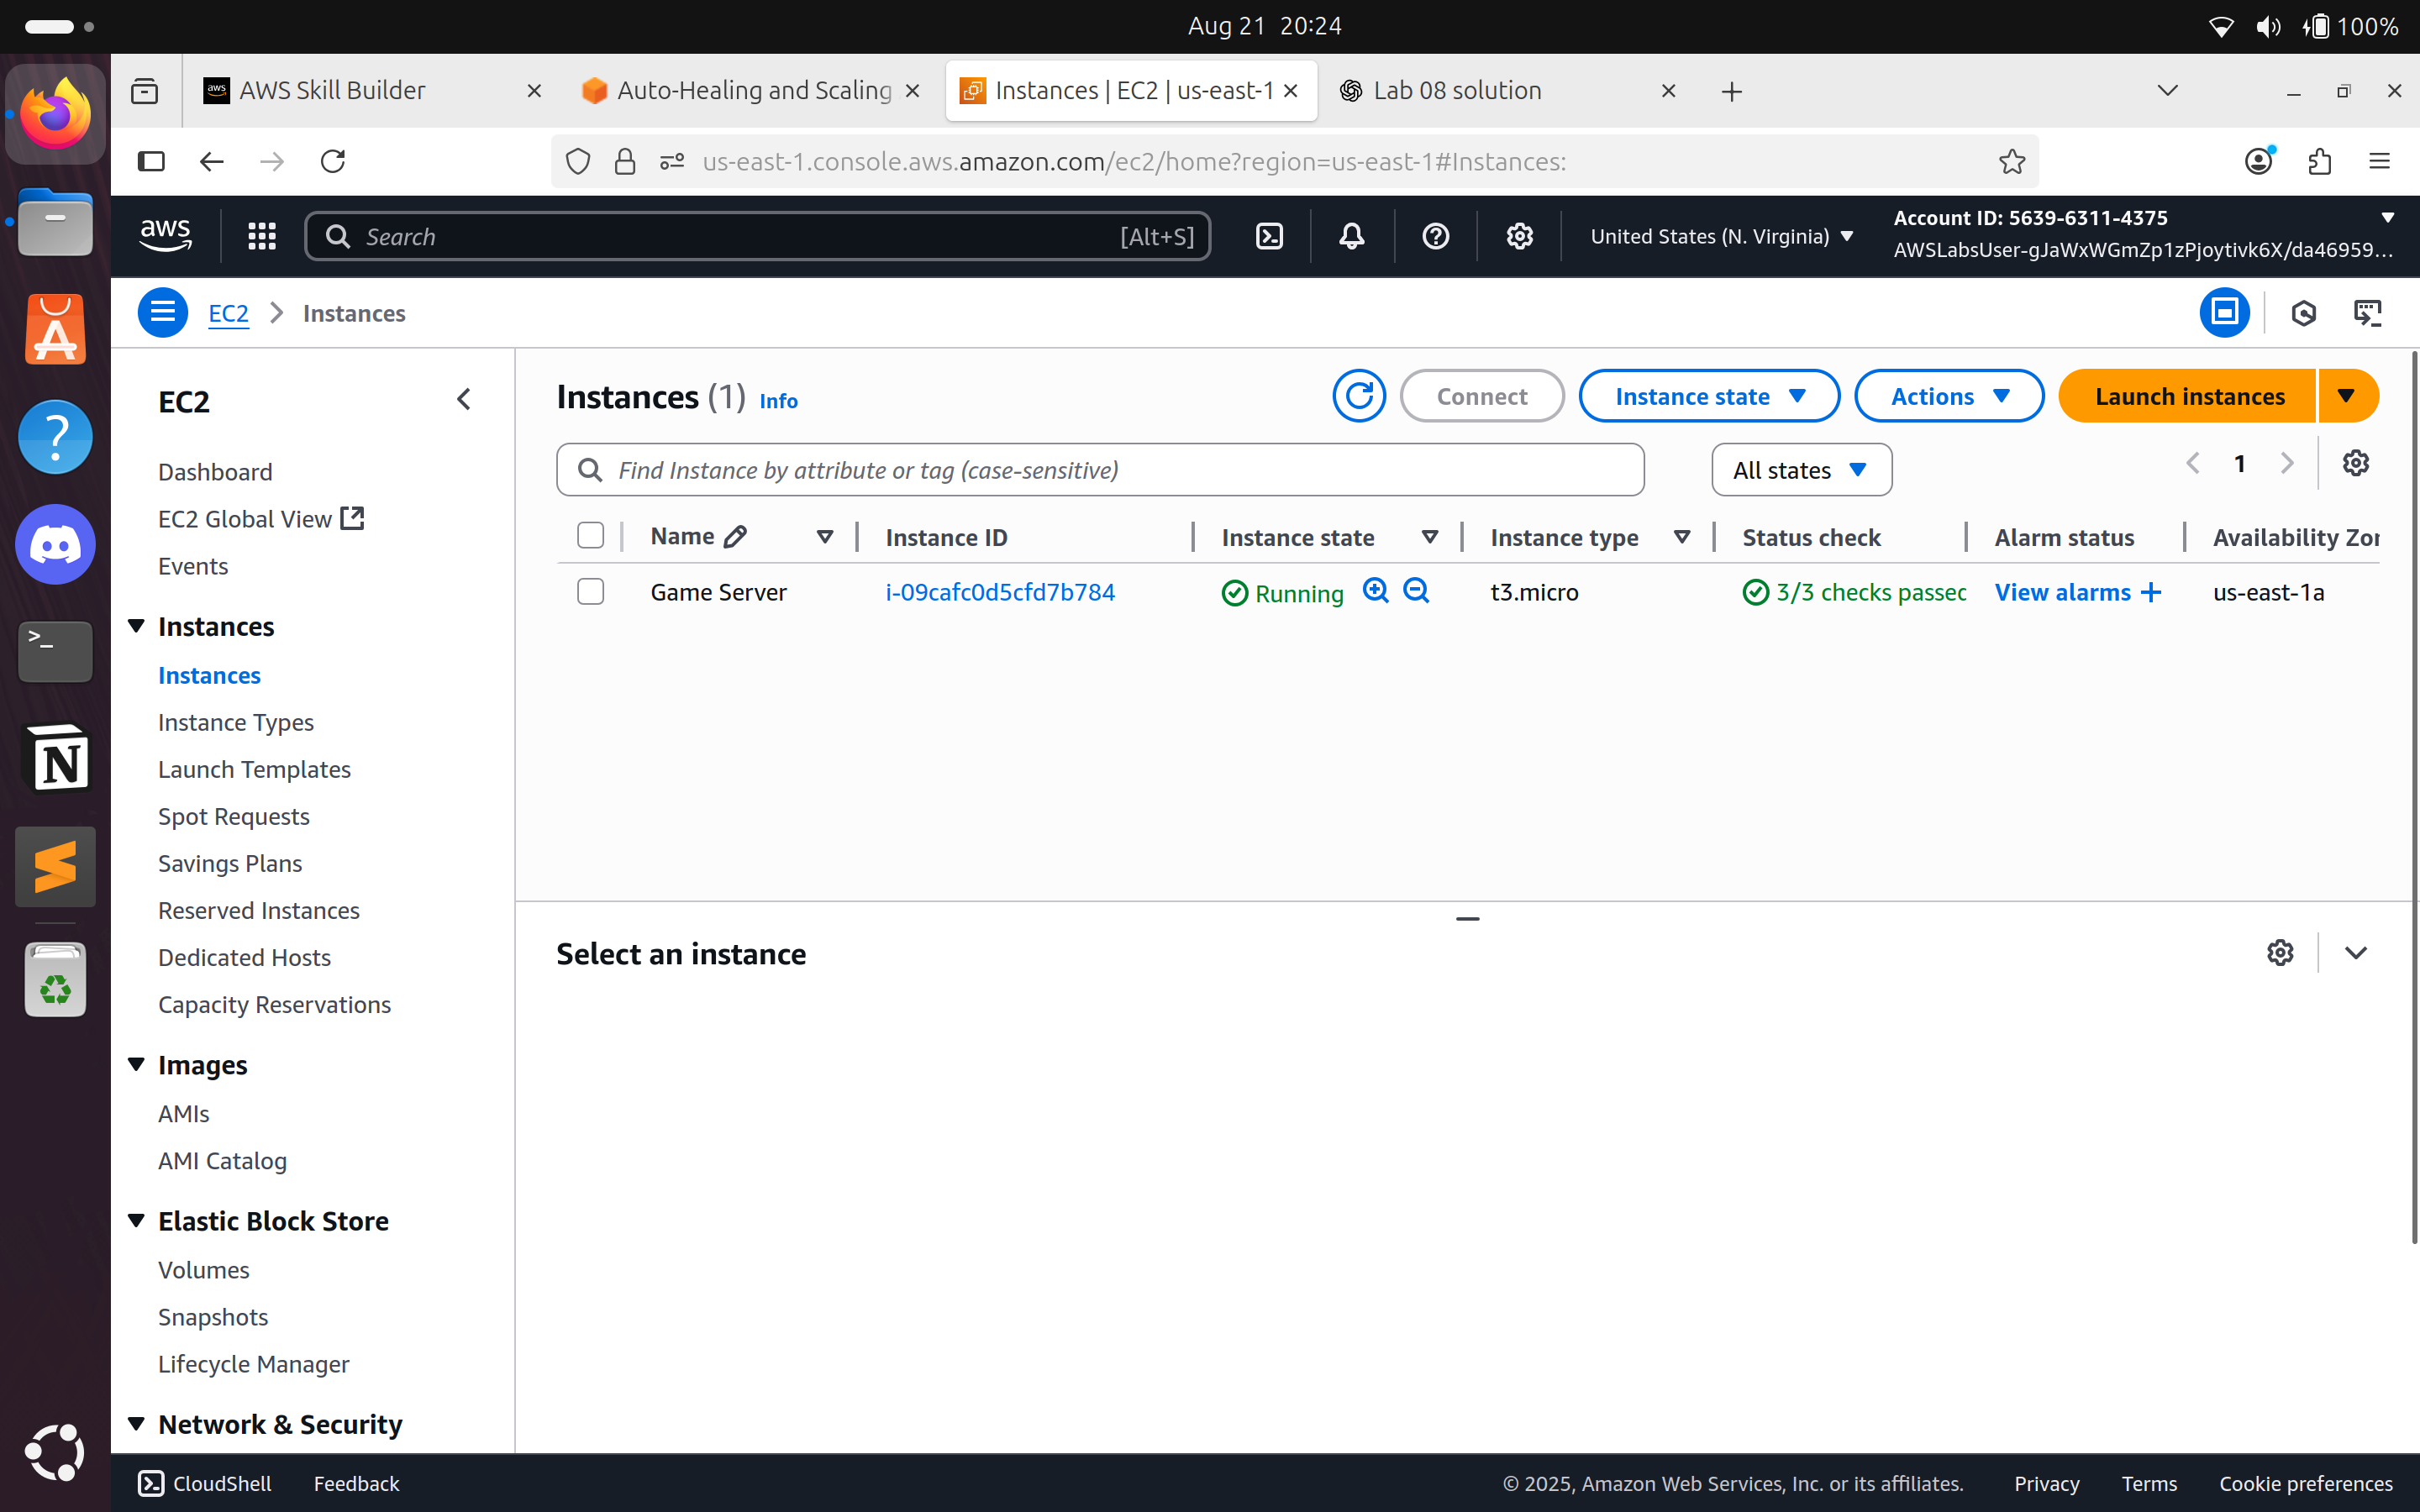 Aug 21 20:24
100%
AWS Skill Builder
Auto-Healing and Scaling
Instances | EC2 | us-east-1
Lab 08 solution
us-east-1.console.aws.amazon.com/ec2/home?region=us-east-1#Instances:
aws
Search
[Alt+S]
United States (N. Virginia)
Account ID: 5639-6311-4375
AWSLabsUser-gJaWxWGmZp1zPjoytivk6X/da46959...
EC2
Instances
EC2
Dashboard
EC2 Global View
Events
Instances
Instances
Instance Types
Launch Templates
Spot Requests
Savings Plans
Reserved Instances
Dedicated Hosts
Capacity Reservations
Images
AMIs
AMI Catalog
Elastic Block Store
Volumes
Snapshots
Lifecycle Manager
Network & Security
Instances (1) Info
Connect
Instance state
Actions
Launch instances
Find Instance by attribute or tag (case-sensitive)
All states
1
Name
Instance ID
Instance state
Instance type
Status check
Alarm status
Availability Zon
Game Server
i-09cafc0d5cfd7b784
Running
t3.micro
3/3 checks passec
View alarms
us-east-1a
Select an instance
CloudShell
Feedback
© 2025, Amazon Web Services, Inc. or its affiliates.
Privacy
Terms
Cookie preferences